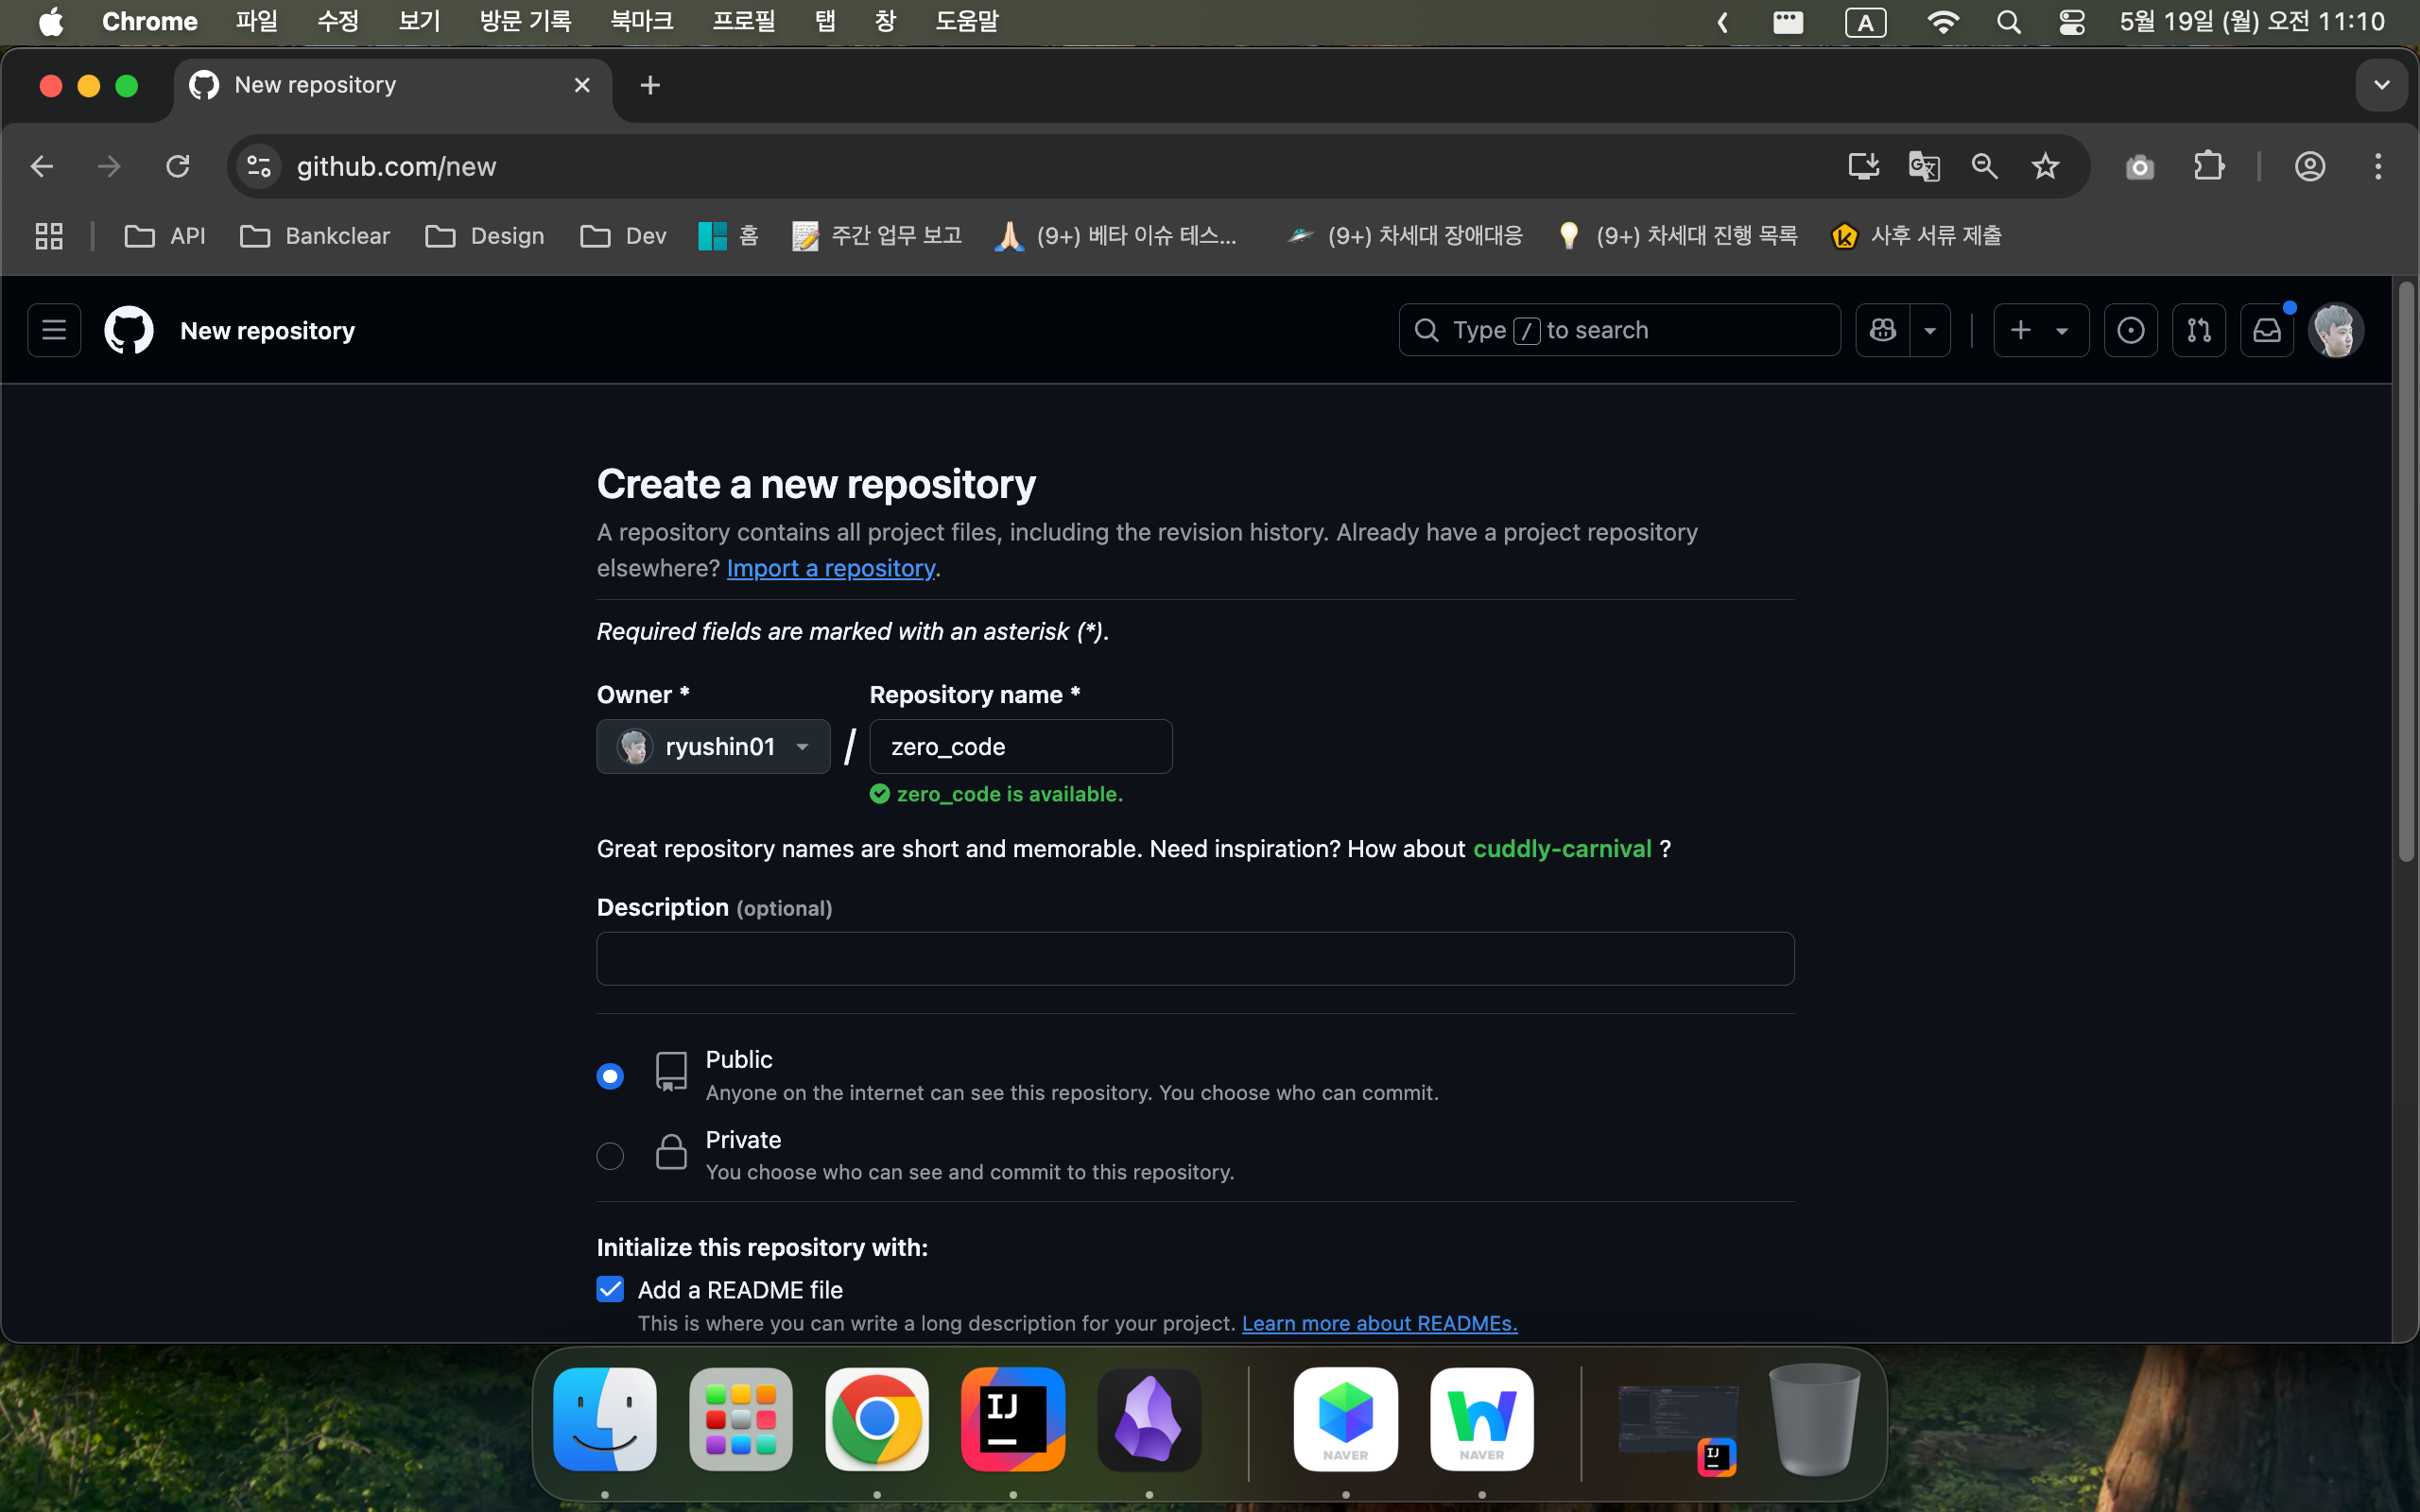 Chrome 파일 수정 보기 방문 기록 북마크 프로필 탭 창 도움말 A 5월 19일 (월) 오전 11:10
New repository
github.com/new
API Bankclear Design Dev 홈 주간 업무 보고 (9+) 베타 이슈 테스... (9+) 차세대 장애대응 (9+) 차세대 진행 목록 사후 서류 제출
New repository Type / to search
Create a new repository
A repository contains all project files, including the revision history. Already have a project repository
elsewhere? Import a repository.
Required fields are marked with an asterisk (*).
Owner * Repository name *
ryushin01 / zero_code
zero_code is available.
Great repository names are short and memorable. Need inspiration? How about cuddly-carnival ?
Description (optional)
Public
Anyone on the internet can see this repository. You choose who can commit.
Private
You choose who can see and commit to this repository.
Initialize this repository with:
Add a README file
This is where you can write a long description for your project. Learn more about READMEs.
IJ NAVER NAVER IJ